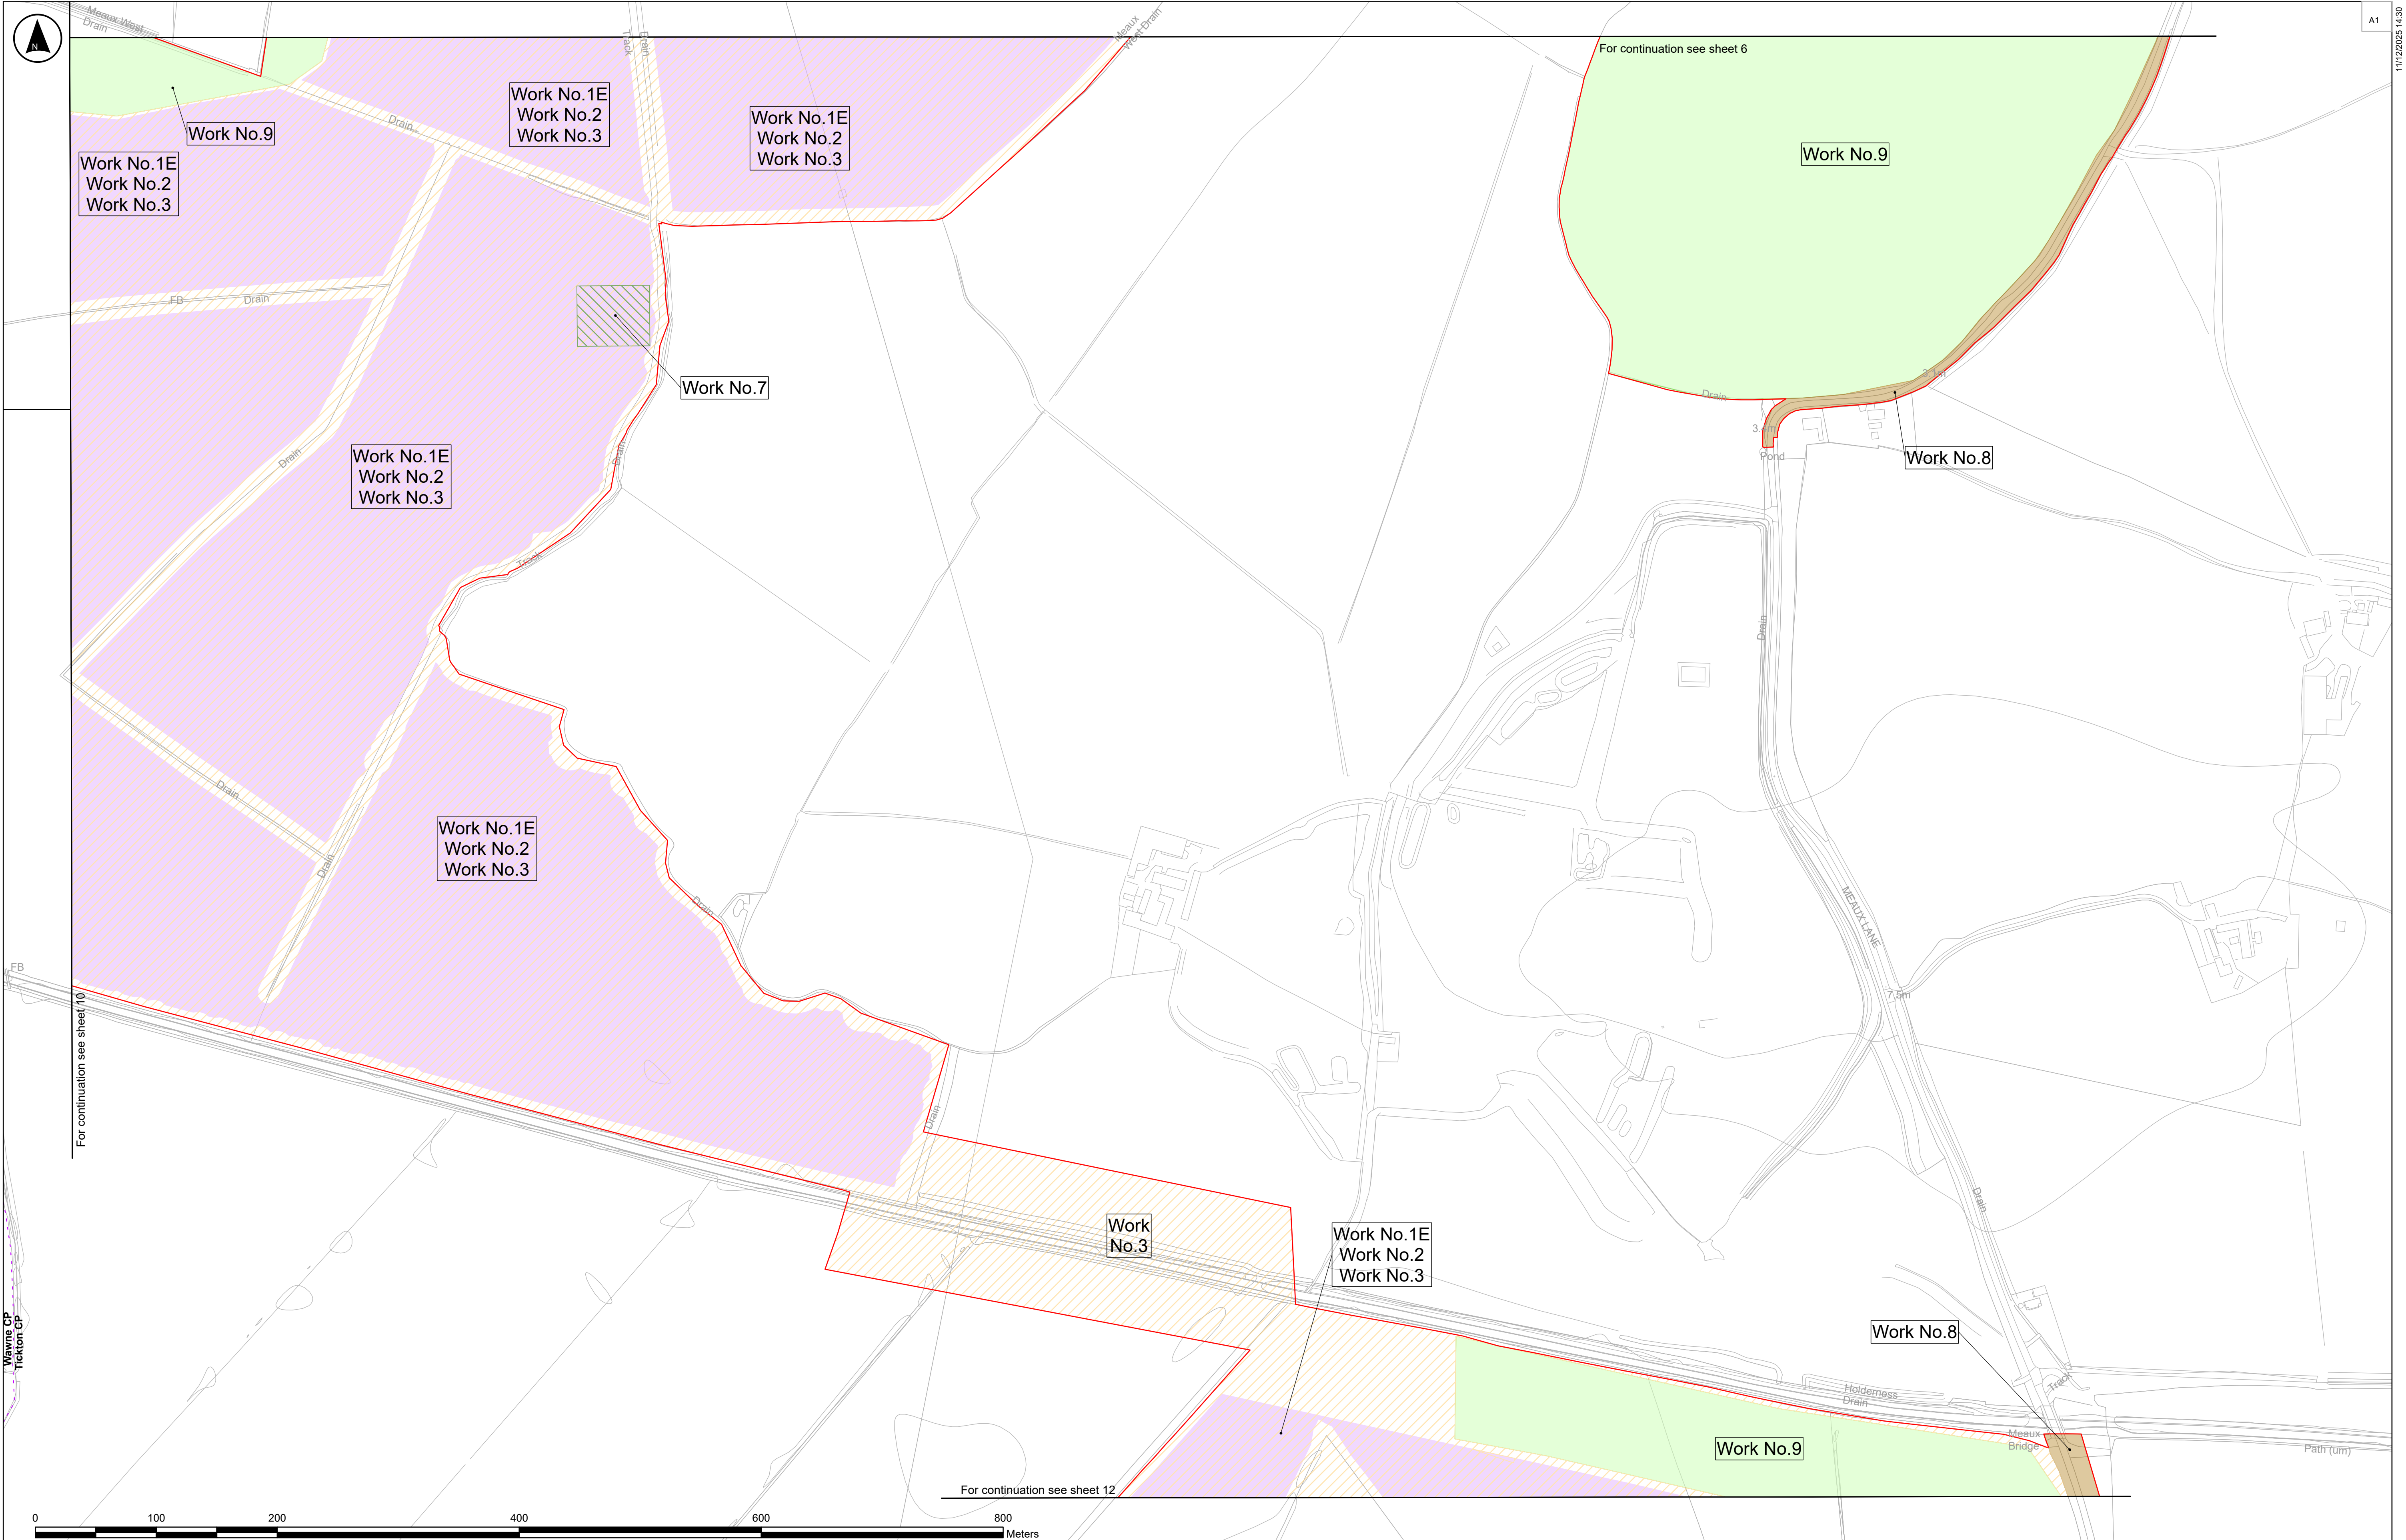 Meaux West
Drain
N
Track
Drain
Meaux
West Drain
For continuation see sheet 6
A1
11/12/2025 14:30
Work No.1E
Work No.2
Work No.3
Work No.1E
Work No.2
Work No.3
Work No.9
Drain
Work No.9
Work No.1E
Work No.2
Work No.3
FB
Drain
Work No.7
3.1m
Drain
Pond
Work No.8
Drain
Drain
Work No.1E
Work No.2
Work No.3
Track
Drain
Drain
Work No.1E
Work No.2
Work No.3
Drain
Drain
MEAUX LANE
FB
7.5m
For continuation see sheet 10
Drain
Drain
Work
No.3
Work No.1E
Work No.2
Work No.3
Wawne CP
Tickton CP
Work No.8
Track
Holderness
Drain
Meaux
Bridge
Work No.9
Path (um)
For continuation see sheet 12
0 100 200 400 600 800
Meters